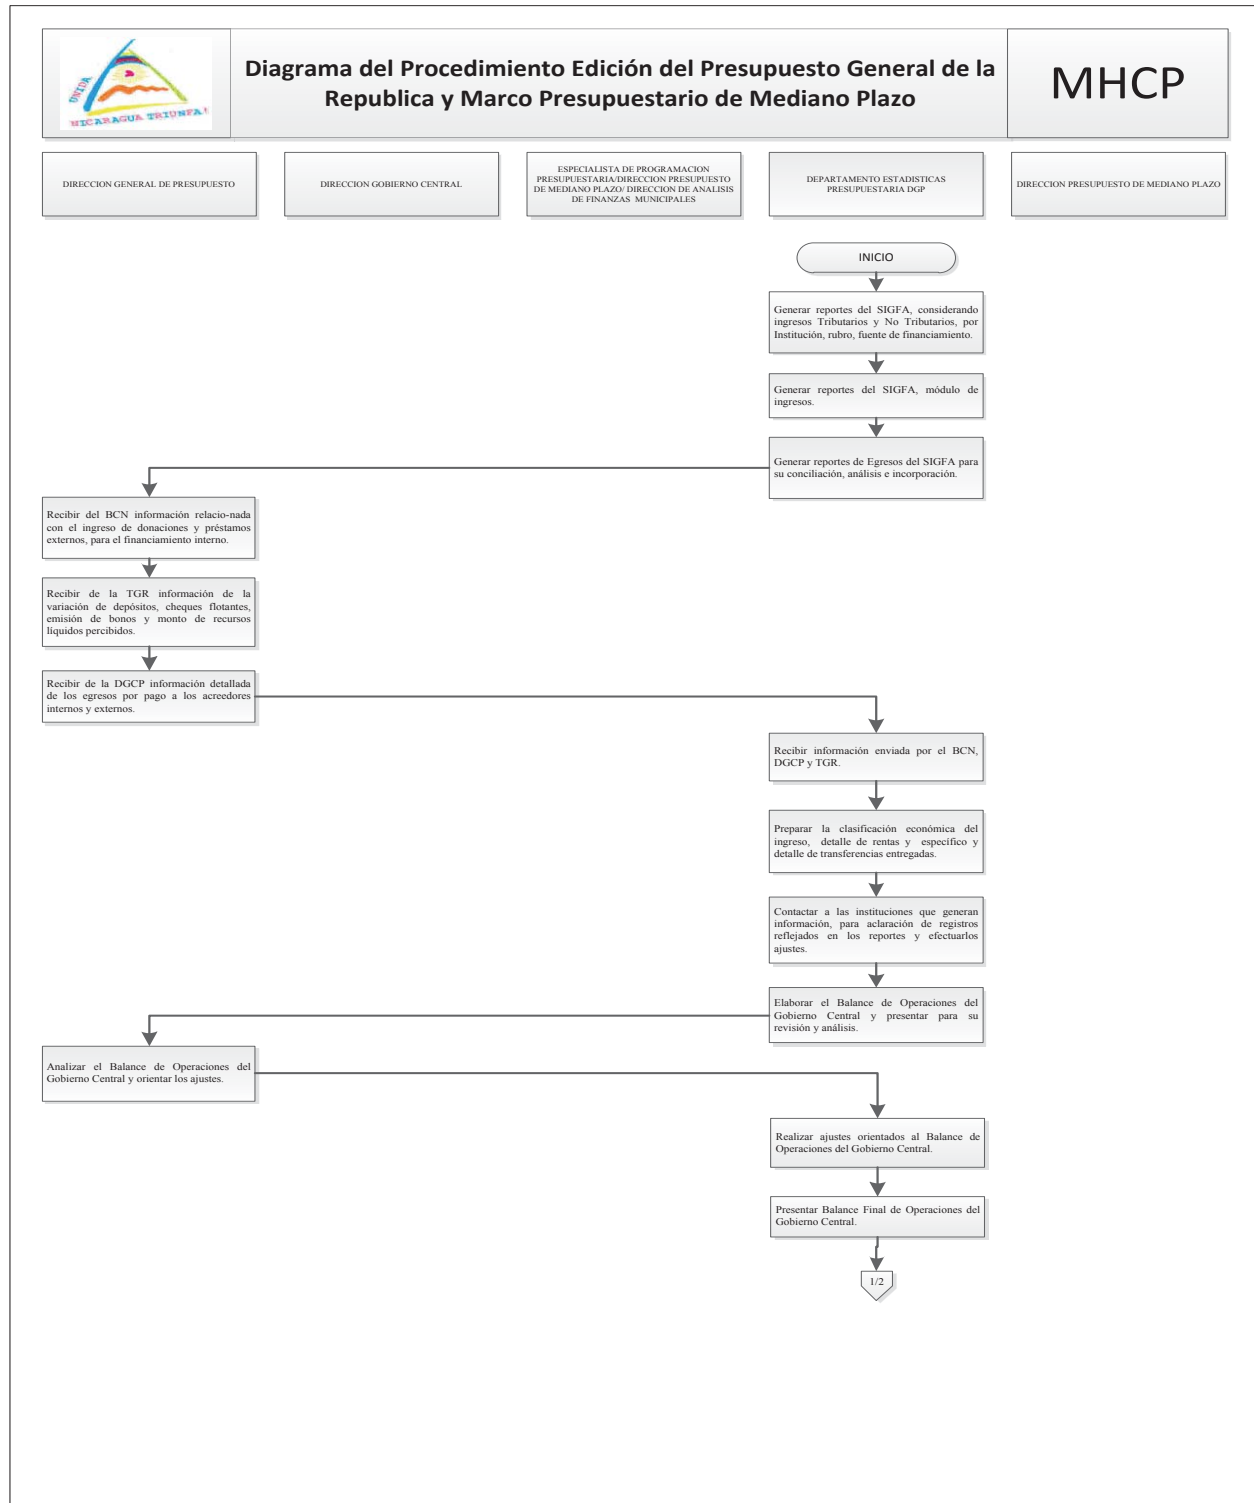 UNIDA
NICARAGUA TRIUNFA!
Diagrama del Procedimiento Edición del Presupuesto General de la
Republica y Marco Presupuestario de Mediano Plazo
MHCP
DIRECCION GENERAL DE PRESUPUESTO
DIRECCION GOBIERNO CENTRAL
ESPECIALISTA DE PROGRAMACION
PRESUPUESTARIA/DIRECCION PRESUPUESTO
DE MEDIANO PLAZO/ DIRECCION DE ANALISIS
DE FINANZAS MUNICIPALES
DEPARTAMENTO ESTADISTICAS
PRESUPUESTARIA DGP
DIRECCION PRESUPUESTO DE MEDIANO PLAZO
INICIO
Generar reportes del SIGFA, considerando
ingresos Tributarios y No Tributarios, por
Institución, rubro, fuente de financiamiento.
Generar reportes del SIGFA, módulo de
ingresos.
Generar reportes de Egresos del SIGFA para
su conciliación, análisis e incorporación.
Recibir del BCN información relacio-nada
con el ingreso de donaciones y préstamos
externos, para el financiamiento interno.
Recibir de la TGR información de la
variación de depósitos, cheques flotantes,
emisión de bonos y monto de recursos
líquidos percibidos.
Recibir de la DGCP información detallada
de los egresos por pago a los acreedores
internos y externos.
Recibir información enviada por el BCN,
DGCP y TGR.
Preparar la clasificación económica del
ingreso, detalle de rentas y específico y
detalle de transferencias entregadas.
Contactar a las instituciones que generan
información, para aclaración de registros
reflejados en los reportes y efectuarlos
ajustes.
Elaborar el Balance de Operaciones del
Gobierno Central y presentar para su
revisión y análisis.
Analizar el Balance de Operaciones del
Gobierno Central y orientar los ajustes.
Realizar ajustes orientados al Balance de
Operaciones del Gobierno Central.
Presentar Balance Final de Operaciones del
Gobierno Central.
1/2